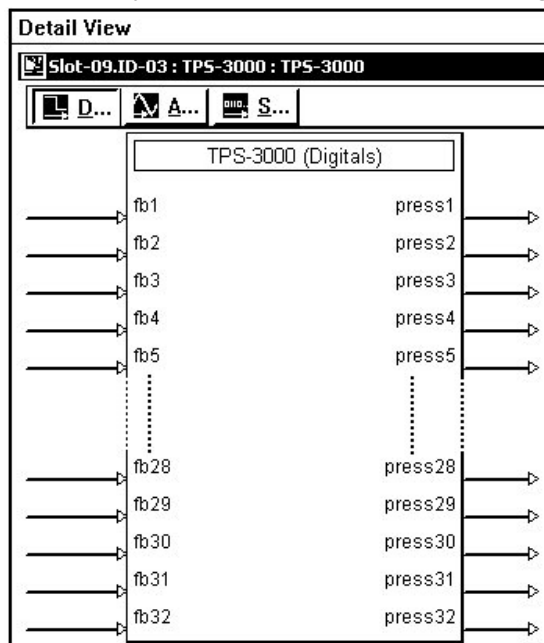 Detail View
Slot-09.ID-03 : TPS-3000 : TPS-3000
D... A... S...
TPS-3000 (Digitals)
fb1 press1
fb2 press2
fb3 press3
fb4 press4
fb5 press5
fb28 press28
fb29 press29
fb30 press30
fb31 press31
fb32 press32